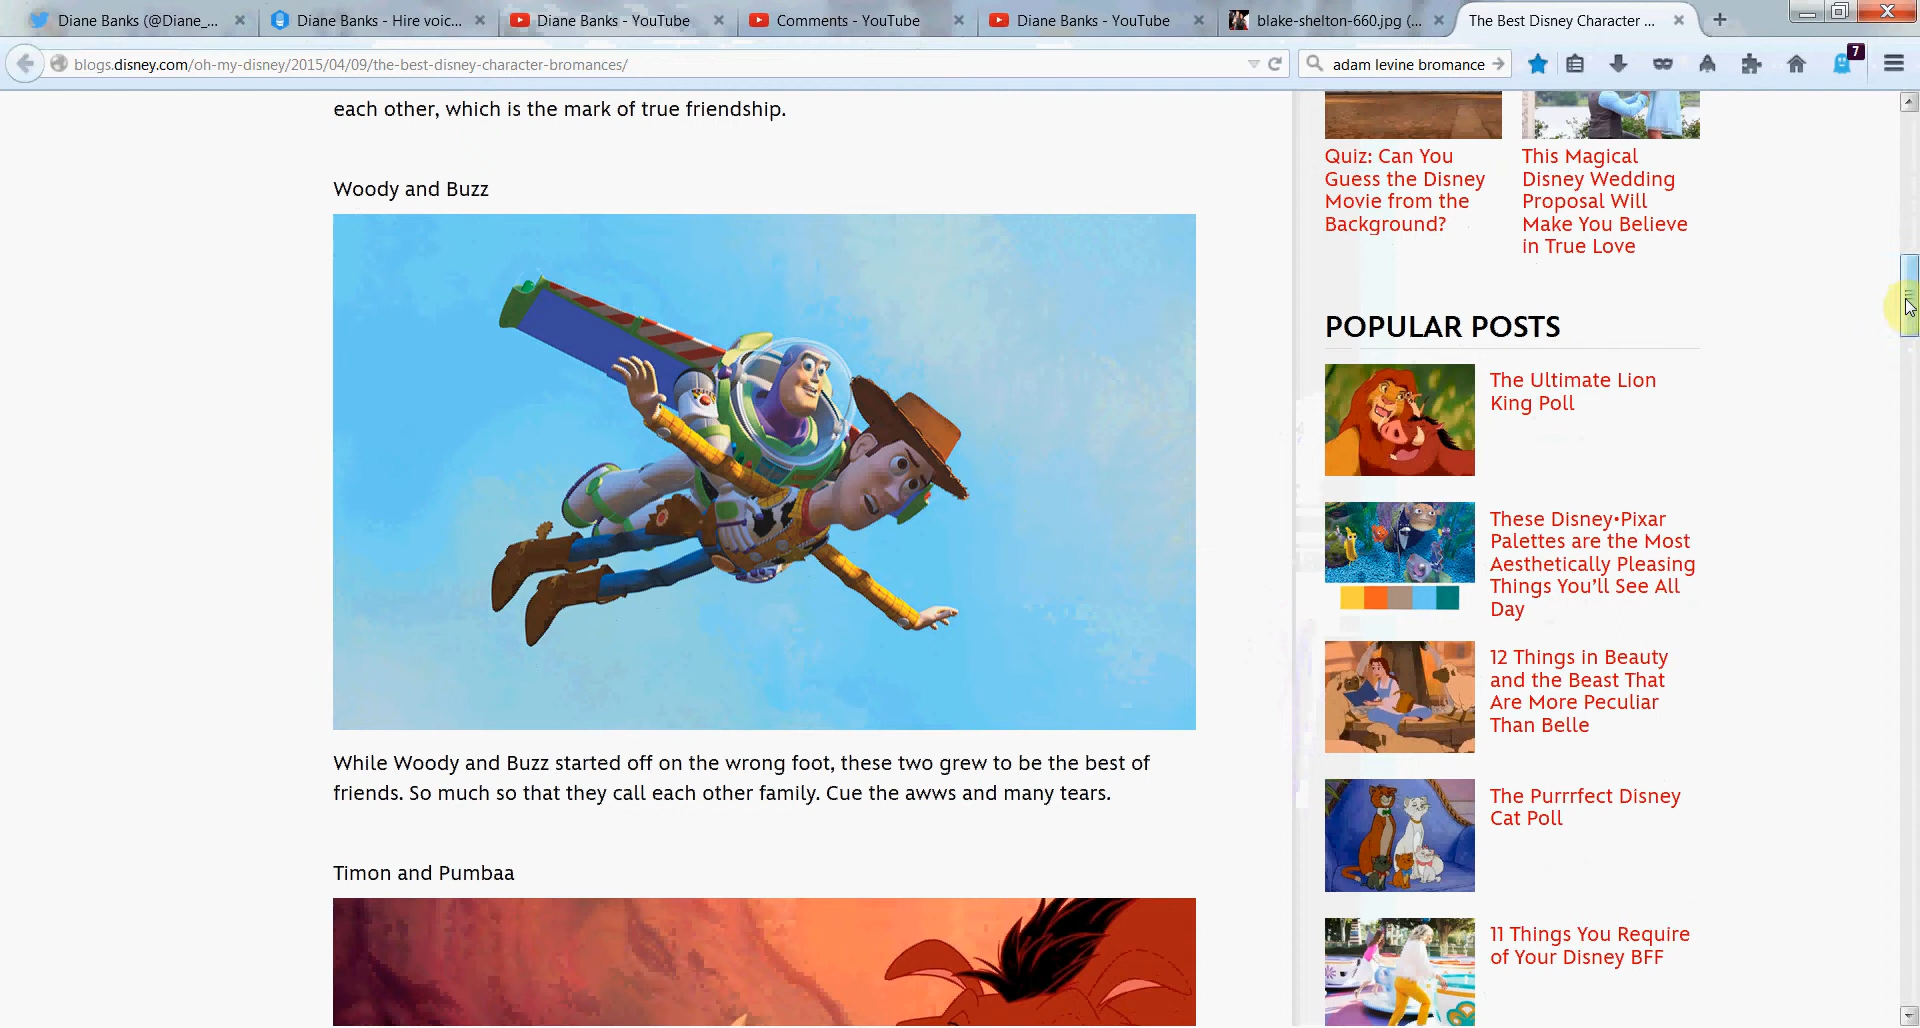 Diane Banks (@Diane_...
Diane Banks - Hire voic...
Diane Banks - YouTube
Comments - YouTube
Diane Banks - YouTube
blake-shelton-660.jpg (...
The Best Disney Character ...
blogs.disney.com/oh-my-disney/2015/04/09/the-best-disney-character-bromances/
adam levine bromance
7
each other, which is the mark of true friendship.
Woody and Buzz
While Woody and Buzz started off on the wrong foot, these two grew to be the best of
friends. So much so that they call each other family. Cue the awws and many tears.
Timon and Pumbaa
Quiz: Can You
Guess the Disney
Movie from the
Background?
This Magical
Disney Wedding
Proposal Will
Make You Believe
in True Love
POPULAR POSTS
The Ultimate Lion
King Poll
These Disney•Pixar
Palettes are the Most
Aesthetically Pleasing
Things You'll See All
Day
12 Things in Beauty
and the Beast That
Are More Peculiar
Than Belle
The Purrrfect Disney
Cat Poll
11 Things You Require
of Your Disney BFF